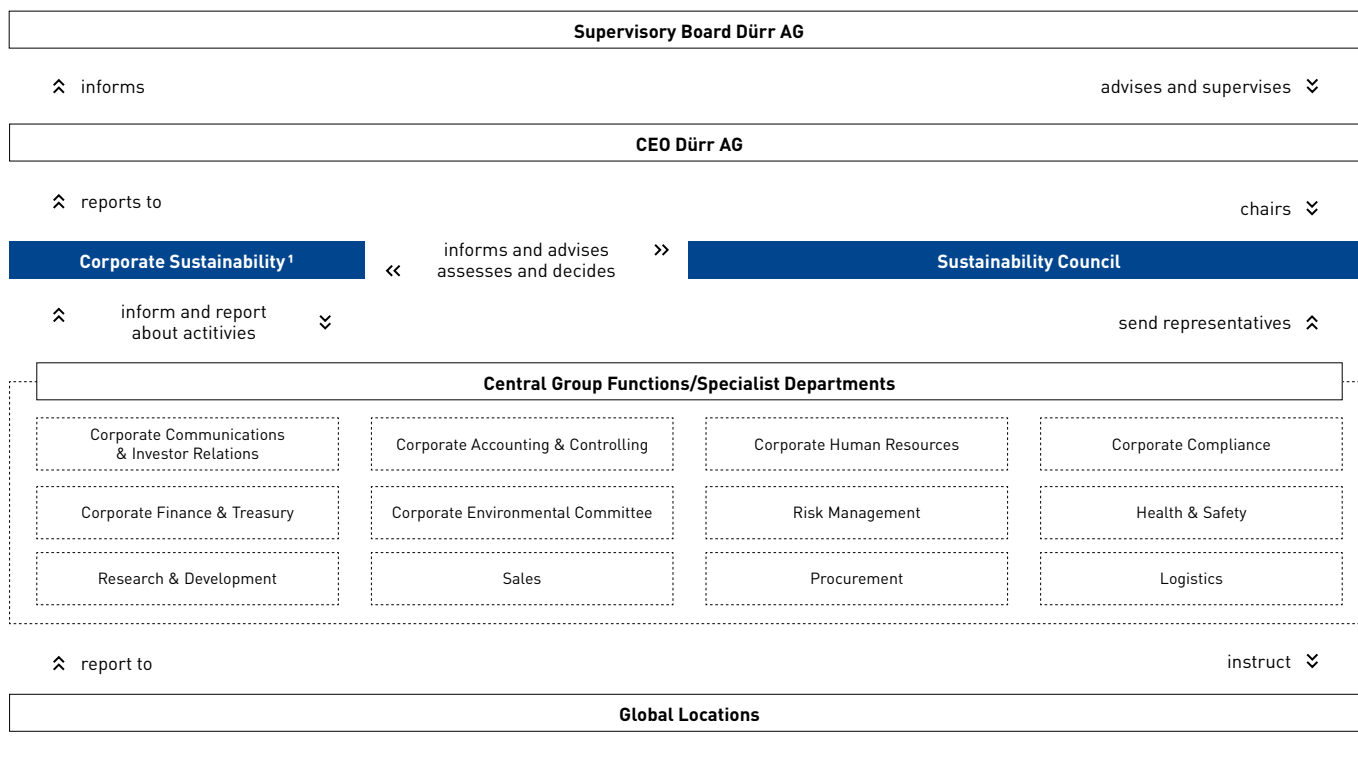 Supervisory Board Dürr AG
informs
advises and supervises
CEO Dürr AG
reports to
chairs
Corporate Sustainability¹
informs and advises
assesses and decides
Sustainability Council
inform and report
about actitivies
send representatives
Central Group Functions/Specialist Departments
Corporate Communications
& Investor Relations
Corporate Accounting & Controlling
Corporate Human Resources
Corporate Compliance
Corporate Finance & Treasury
Corporate Environmental Committee
Risk Management
Health & Safety
Research & Development
Sales
Procurement
Logistics
report to
instruct
Global Locations